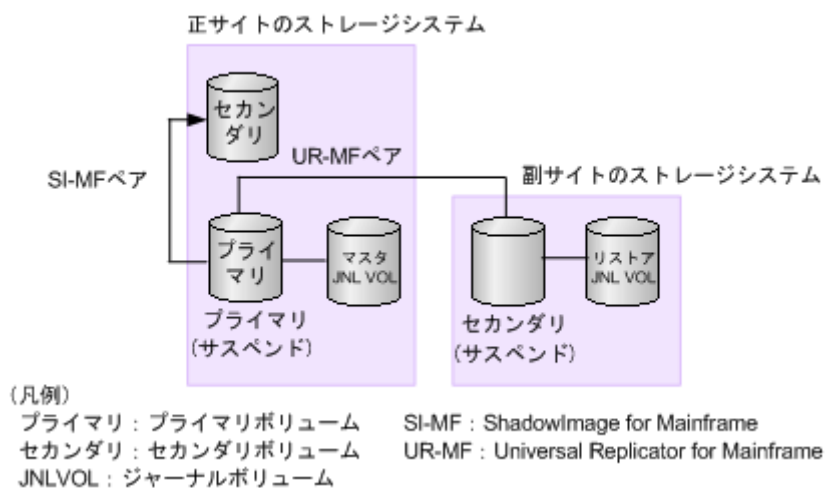 正サイトのストレージシステム
セカン
ダリ
UR-MFペア
SI-MFペア
副サイトのストレージシステム
プライ
マリ
マスタ
JNL VOL
リストア
JNL VOL
プライマリ
(サスペンド)
セカンダリ
(サスペンド)
(凡例)
プライマリ：プライマリボリューム
セカンダリ：セカンダリボリューム
JNLVOL：ジャーナルボリューム
SI-MF：ShadowImage for Mainframe
UR-MF：Universal Replicator for Mainframe